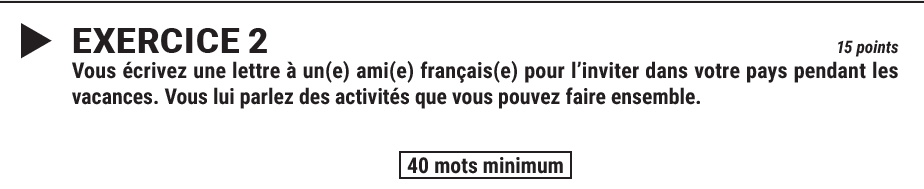 EXERCICE 2
15 points
Vous écrivez une lettre à un(e) ami(e) français(e) pour l'inviter dans votre pays pendant les
vacances. Vous lui parlez des activités que vous pouvez faire ensemble.
40 mots minimum